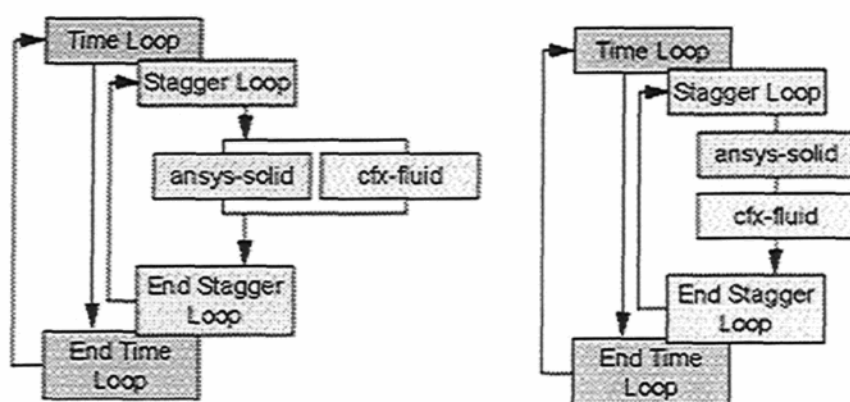 Time Loop
Stagger Loop
ansys-solid
cfx-fluid
End Stagger
Loop
End Time
Loop
Time Loop
Stagger Loop
ansys-solid
cfx-fluid
End Stagger
Loop
End Time
Loop